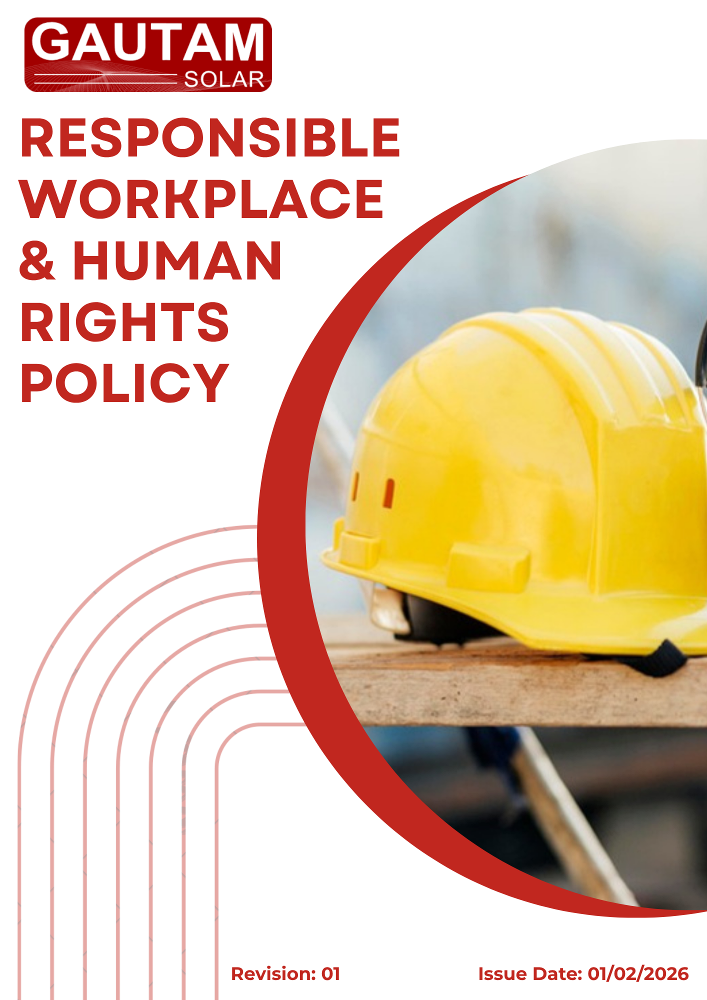 GAUTAM
SOLAR
RESPONSIBLE
WORKPLACE
& HUMAN
RIGHTS
POLICY
Revision: 01
Issue Date: 01/02/2026